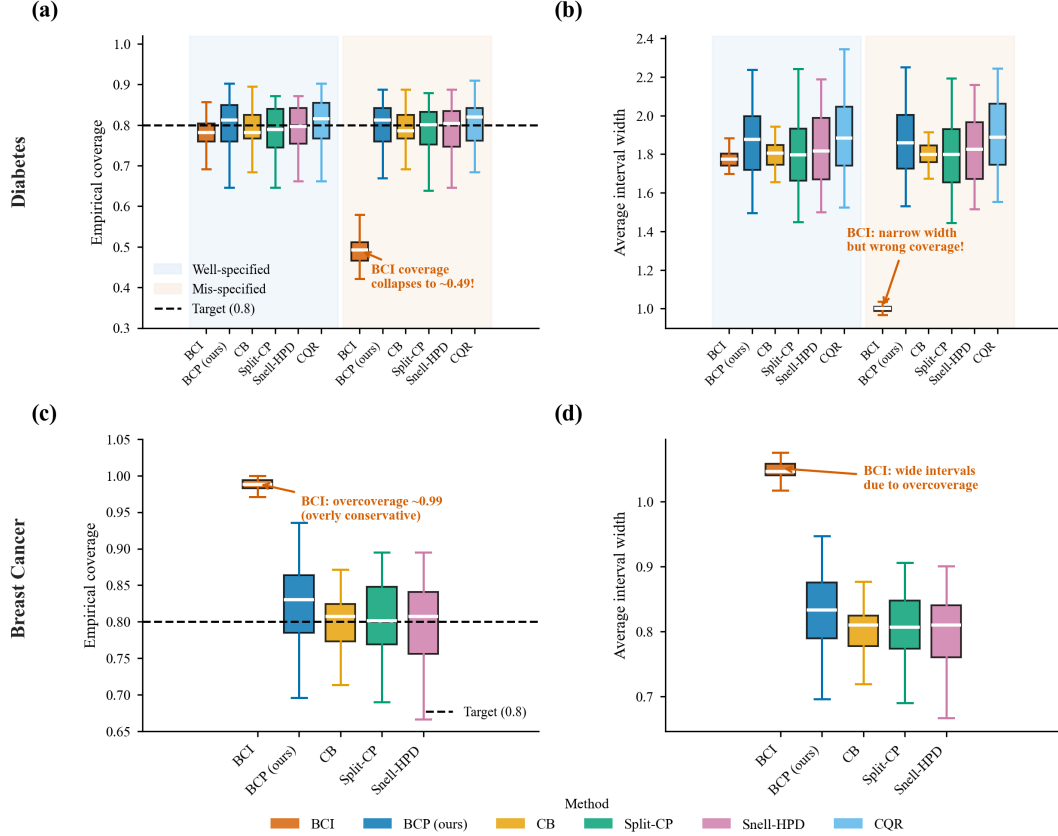 (a)
(b)
Diabetes
Empirical coverage
1.0
0.9
0.8
0.7
0.6
0.5
0.4
0.3
BCI coverage
collapses to ~0.49!
Well-specified
Mis-specified
Target (0.8)
BCI
BCP (ours)
CB
Split-CP
Snell-HPD
CQR
BCI
BCP (ours)
CB
Split-CP
Snell-HPD
CQR
Average interval width
2.4
2.2
2.0
1.8
1.6
1.4
1.2
1.0
BCI: narrow width
but wrong coverage!
BCI
BCP (ours)
CB
Split-CP
Snell-HPD
CQR
BCI
BCP (ours)
CB
Split-CP
Snell-HPD
CQR
(c)
(d)
Breast Cancer
Empirical coverage
1.05
1.00
0.95
0.90
0.85
0.80
0.75
0.70
0.65
BCI: overcoverage ~0.99
(overly conservative)
Target (0.8)
BCI
BCP (ours)
CB
Split-CP
Snell-HPD
Average interval width
1.0
0.9
0.8
0.7
BCI: wide intervals
due to overcoverage
BCI
BCP (ours)
CB
Split-CP
Snell-HPD
Method
BCI
BCP (ours)
CB
Split-CP
Snell-HPD
CQR